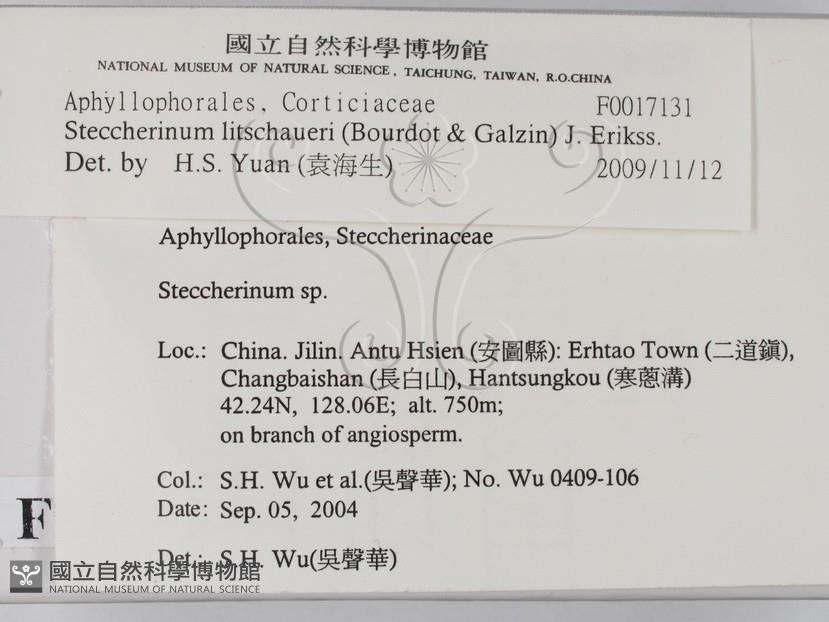 國立自然科學博物館
NATIONAL MUSEUM OF NATURAL SCIENCE, TAICHUNG, TAIWAN, R.O.CHINA
Aphyllophorales, Corticiaceae F0017131
Steccherinum litschaueri (Bourdot & Galzin) J. Erikss.
Det. by H.S. Yuan (袁海生) 2009/11/12
Aphyllophorales, Steccherinaceae
Steccherinum sp.
Loc.: China. Jilin. Antu Hsien (安圖縣): Erhtao Town (二道鎮),
Changbaishan (長白山), Hantsungkou (寒蔥溝)
42.24N, 128.06E; alt. 750m;
on branch of angiosperm.
Col.: S.H. Wu et al.(吳聲華); No. Wu 0409-106
Date: Sep. 05, 2004
F
Det.: S.H. Wu(吳聲華)
國立自然科學博物館
NATIONAL MUSEUM OF NATURAL SCIENCE